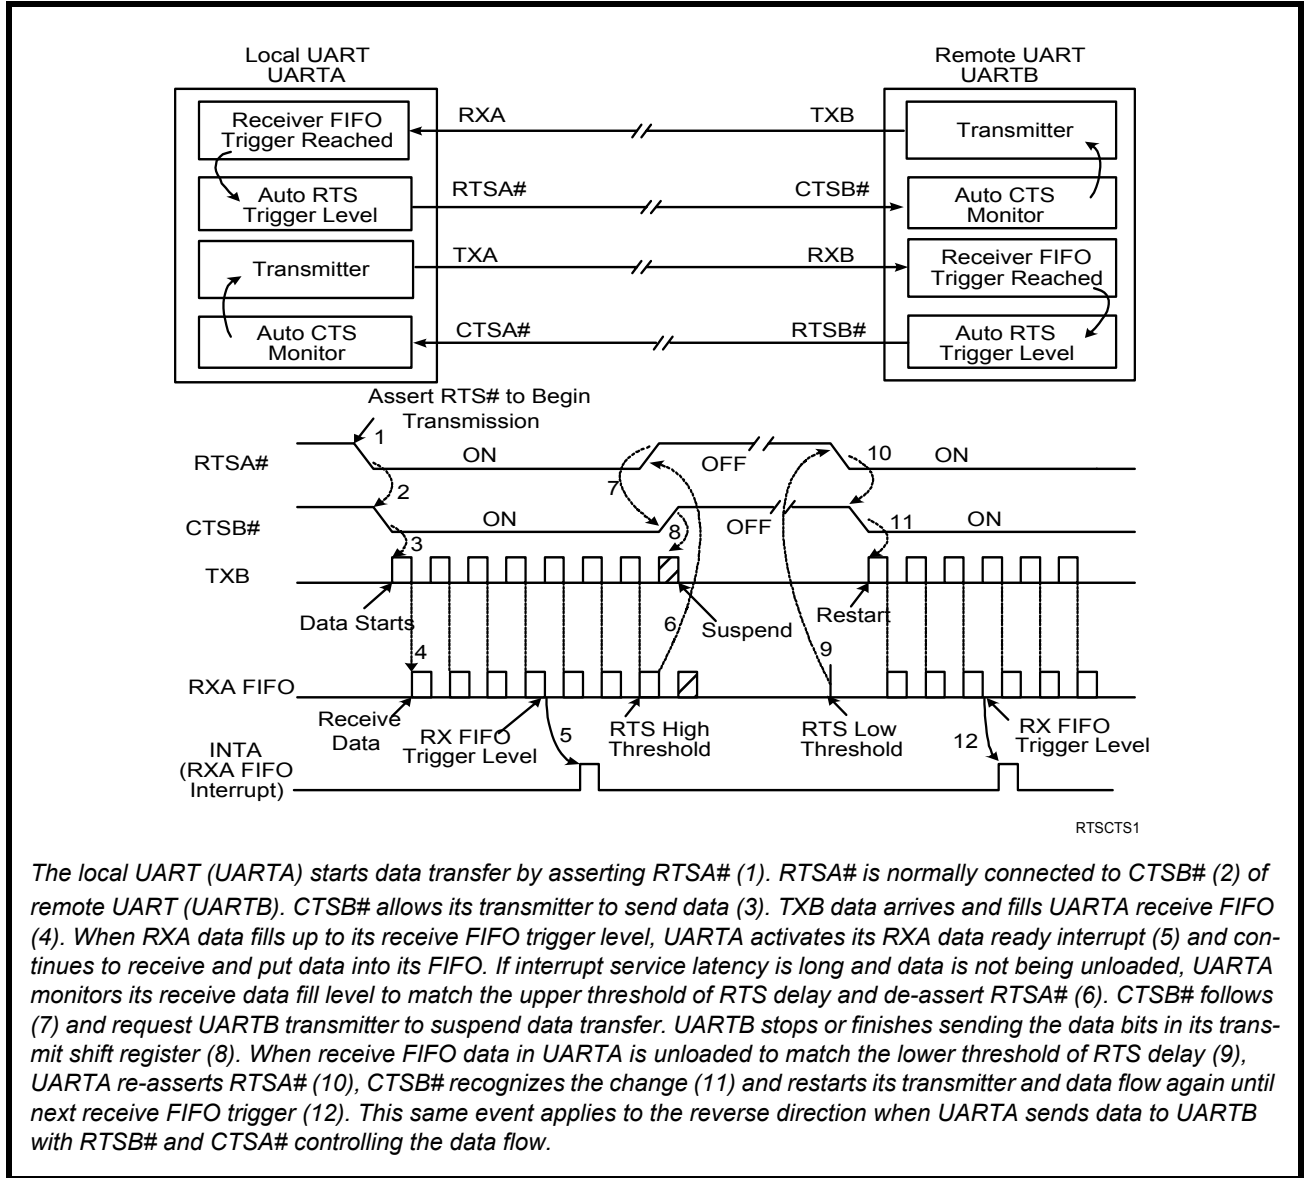 Local UART
UARTA
Remote UART
UARTB
Receiver FIFO
Trigger Reached
RXA
TXB
Transmitter
Auto RTS
Trigger Level
RTSA#
CTSB#
Auto CTS
Monitor
Transmitter
TXA
RXB
Receiver FIFO
Trigger Reached
Auto CTS
Monitor
CTSA#
RTSB#
Auto RTS
Trigger Level
Assert RTS# to Begin
Transmission
1
RTSA#
ON
OFF
10
ON
2
7
CTSB#
ON
OFF
11
ON
3
8
TXB
Data Starts
6
Suspend
Restart
4
9
RXA FIFO
Receive
Data
RX FIFO
Trigger Level
5
RTS High
Threshold
RTS Low
Threshold
12
RX FIFO
Trigger Level
INTA
(RXA FIFO
Interrupt)
RTSCTS1
The local UART (UARTA) starts data transfer by asserting RTSA# (1). RTSA# is normally connected to CTSB# (2) of
remote UART (UARTB). CTSB# allows its transmitter to send data (3). TXB data arrives and fills UARTA receive FIFO
(4). When RXA data fills up to its receive FIFO trigger level, UARTA activates its RXA data ready interrupt (5) and con-
tinues to receive and put data into its FIFO. If interrupt service latency is long and data is not being unloaded, UARTA
monitors its receive data fill level to match the upper threshold of RTS delay and de-assert RTSA# (6). CTSB# follows
(7) and request UARTB transmitter to suspend data transfer. UARTB stops or finishes sending the data bits in its trans-
mit shift register (8). When receive FIFO data in UARTA is unloaded to match the lower threshold of RTS delay (9),
UARTA re-asserts RTSA# (10), CTSB# recognizes the change (11) and restarts its transmitter and data flow again until
next receive FIFO trigger (12). This same event applies to the reverse direction when UARTA sends data to UARTB
with RTSB# and CTSA# controlling the data flow.